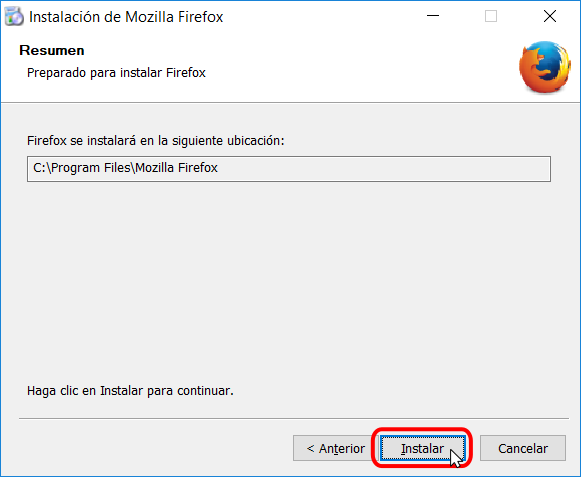 Instalación de Mozilla Firefox
Resumen
Preparado para instalar Firefox
Firefox se instalará en la siguiente ubicación:
C:\Program Files\Mozilla Firefox
Haga clic en Instalar para continuar.
< Anterior
Instalar
Cancelar